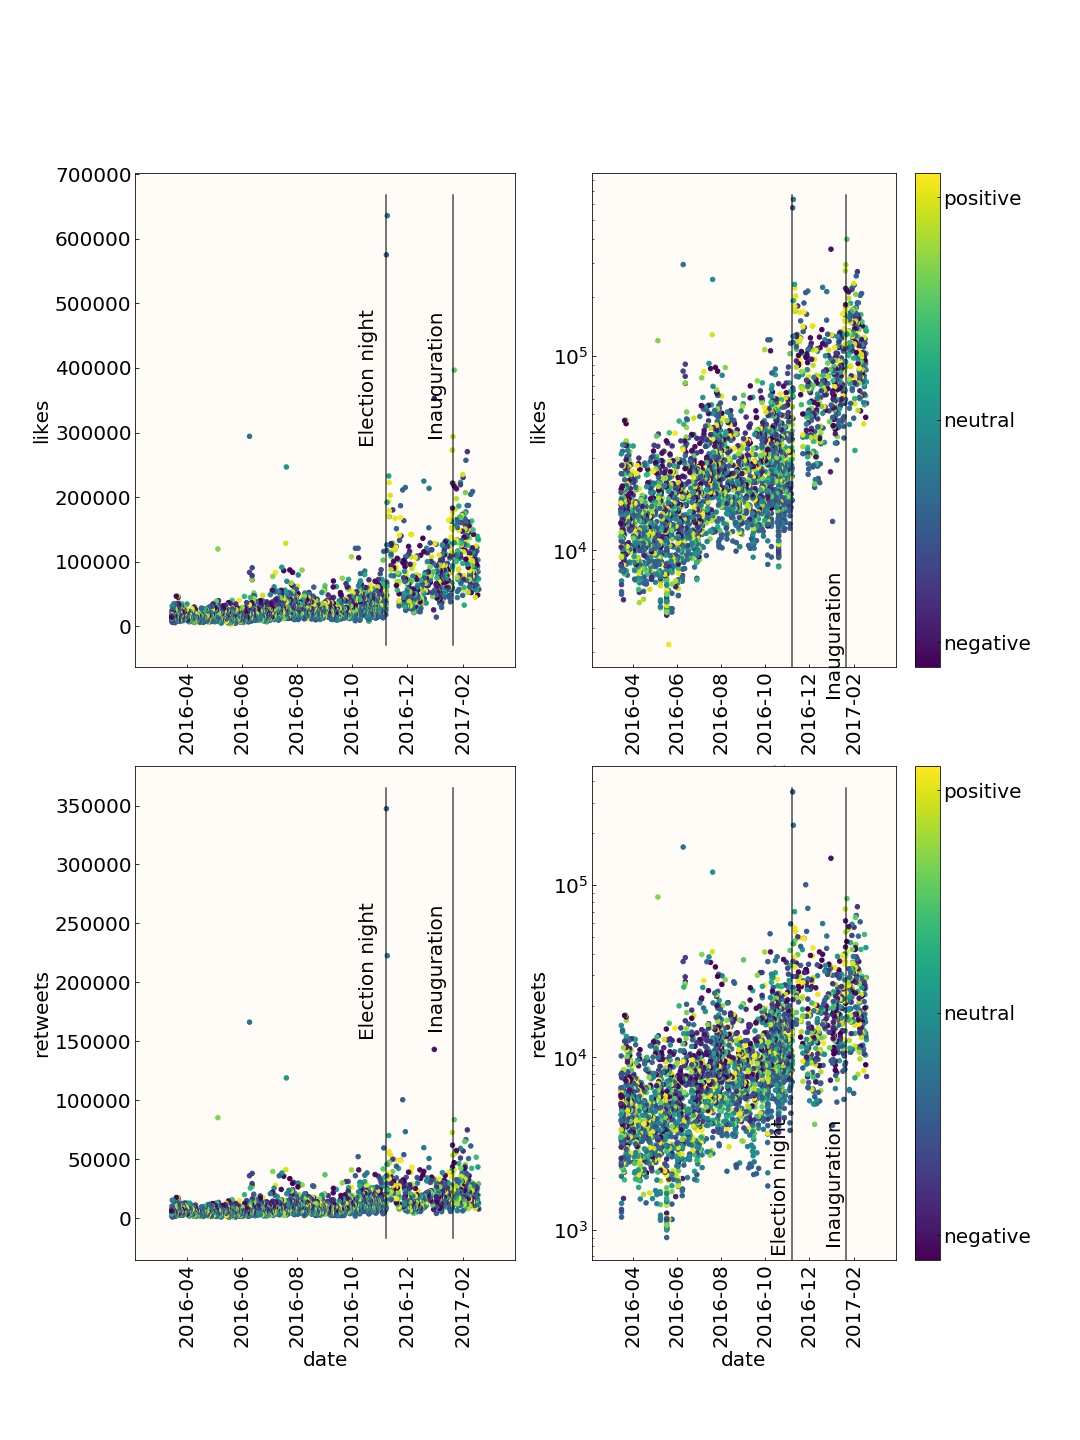 700000
600000
500000
400000
300000
200000
100000
0
likes
Election night
Inauguration
2016-04
2016-06
2016-08
2016-10
2016-12
2017-02
10^5
10^4
likes
Inauguration
2016-04
2016-06
2016-08
2016-10
2016-12
2017-02
positive
neutral
negative
350000
300000
250000
200000
150000
100000
50000
0
retweets
Election night
Inauguration
2016-04
2016-06
2016-08
2016-10
2016-12
2017-02
date
10^5
10^4
10^3
retweets
Election night
Inauguration
2016-04
2016-06
2016-08
2016-10
2016-12
2017-02
date
positive
neutral
negative